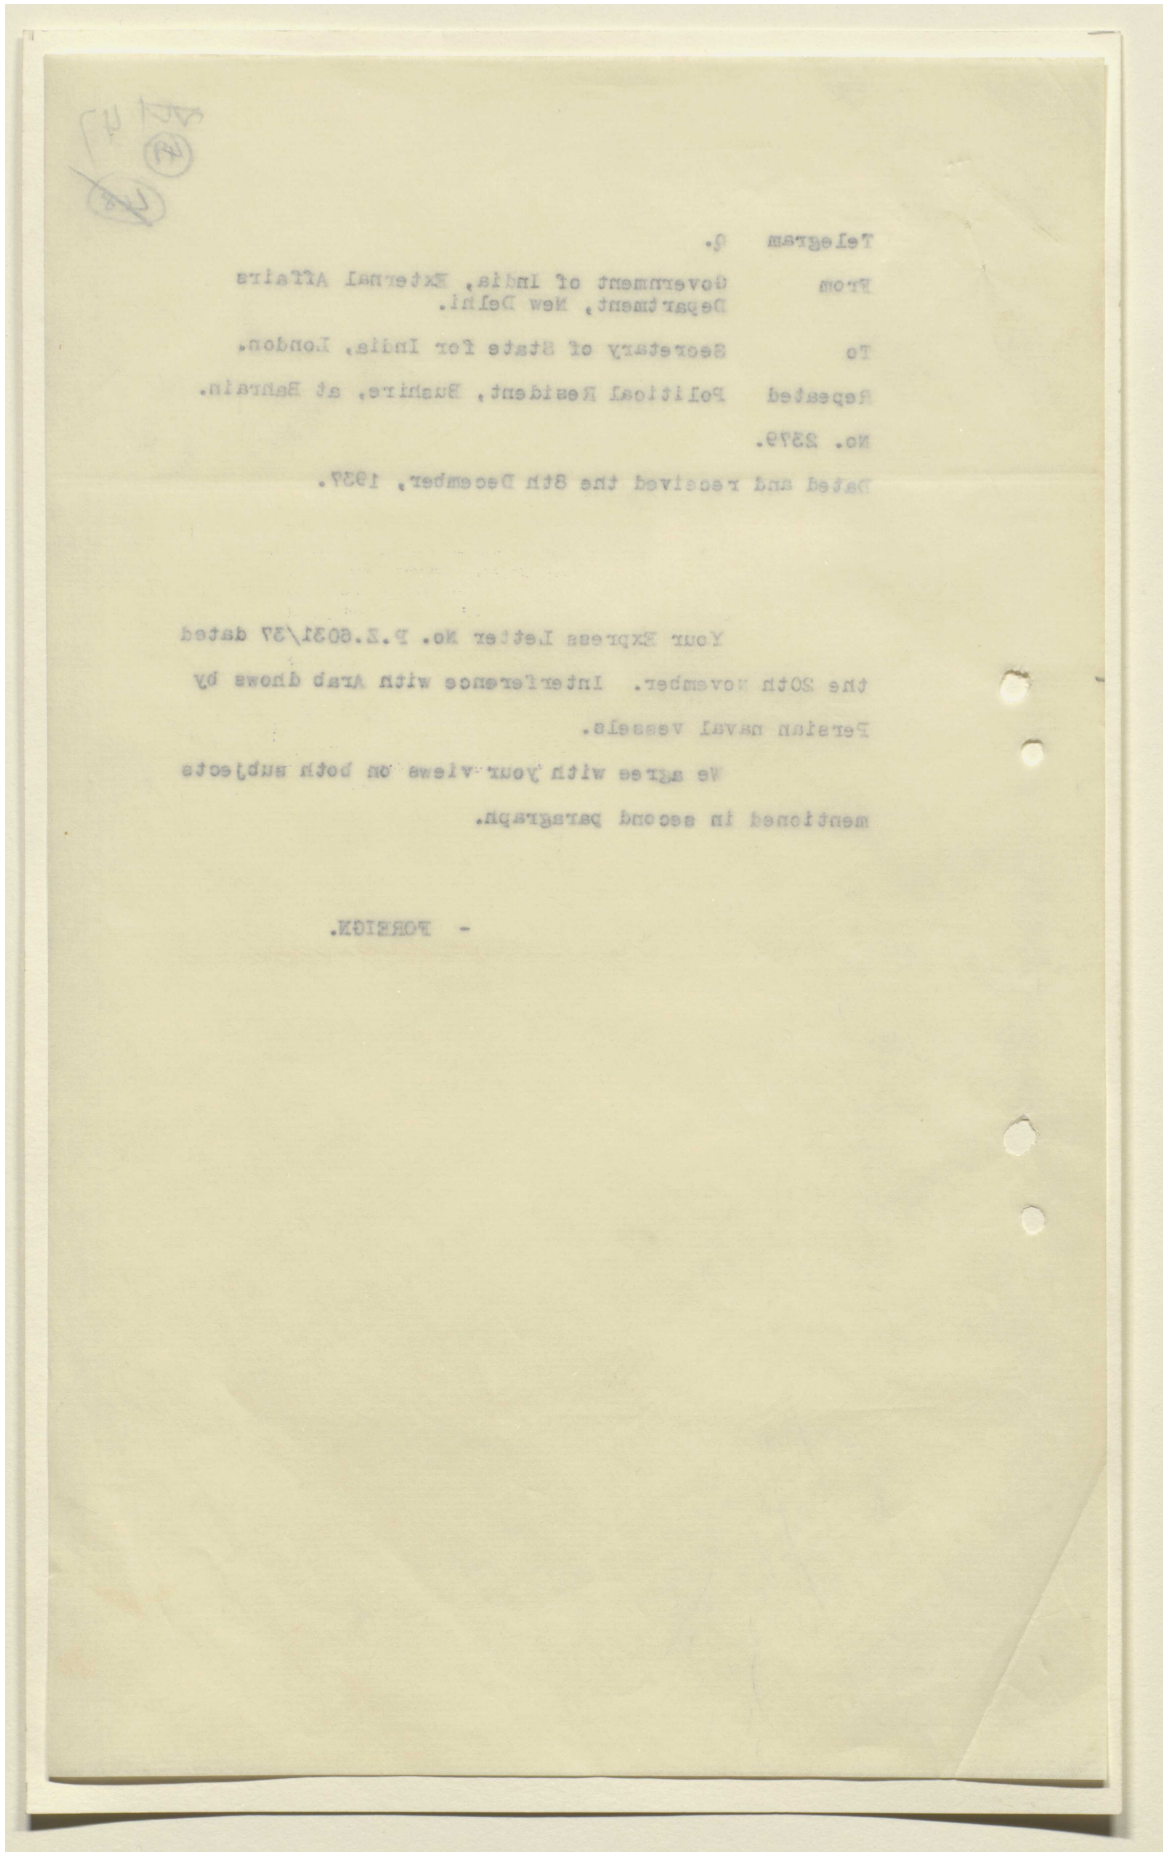 Telegram Q.
From Government of India, External Affairs
Department, New Delhi.
To Secretary of State for India, London.
Repeated Political Resident, Bushire, at Bahrain.
No. 2379.
Dated and received the 8th December, 1937.
Your Express Letter No. P.Z.6031/37 dated
the 20th November. Interference with Arab dhows by
Persian naval vessels.
We agree with your views on both subjects
mentioned in second paragraph.
- FOREIGN.
47